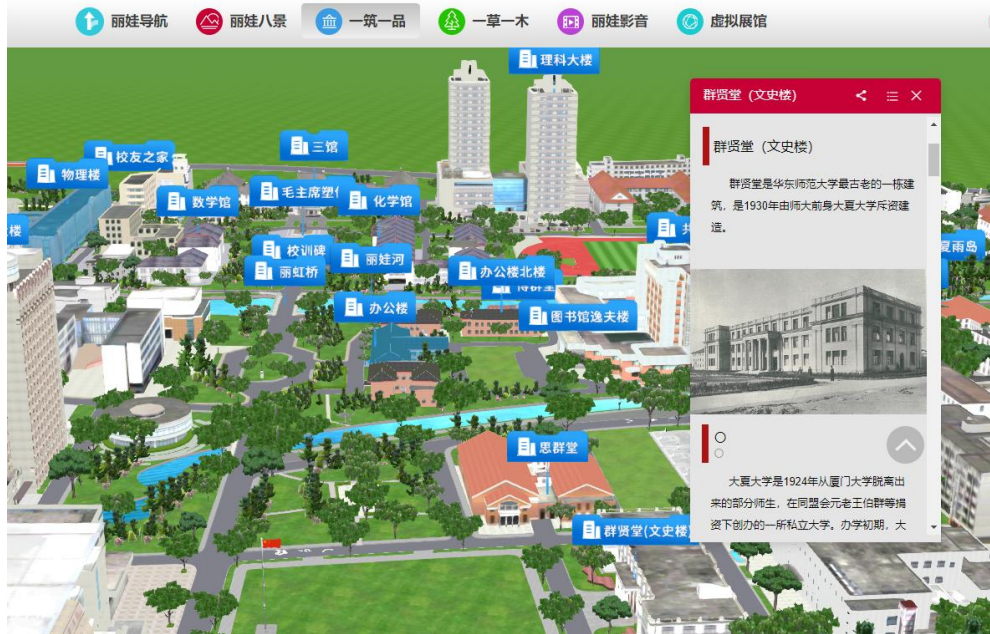 丽娃导航
丽娃八景
一筑一品
一草一木
丽娃影音
虚拟展馆
理科大楼
三馆
校友之家
物理楼
数学馆
毛主席塑
化学馆
楼
校训碑
丽娃河
丽虹桥
办公楼北楼
办公楼
图书馆逸夫楼
夏雨岛
思群堂
群贤堂(文史楼)
群贤堂（文史楼）
群贤堂（文史楼）
群贤堂是华东师范大学最古老的一栋建
筑，是1930年由师大前身大夏大学斥资建
造。
大夏大学是1924年从厦门大学脱离出
来的部分师生，在同盟会元老王伯群等捐
资下创办的一所私立大学。办学初期，大